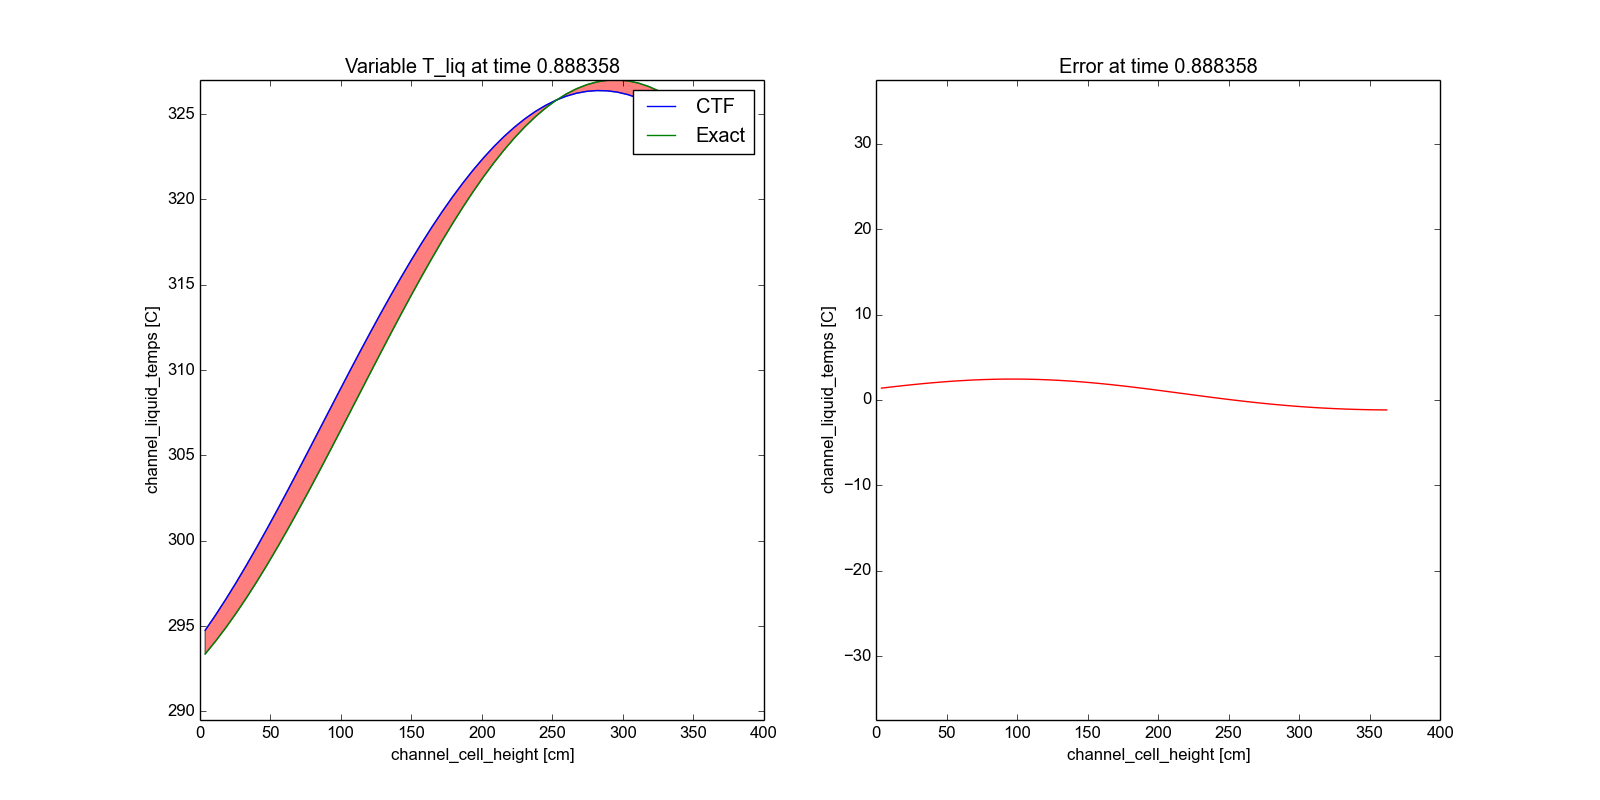 Variable T_liq at time 0.888358
325
320
315
310
305
300
295
290
channel_liquid_temps [C]
CTF
Exact
0 50 100 150 200 250 300 350 400
channel_cell_height [cm]
Error at time 0.888358
30
20
10
0
−10
−20
−30
channel_liquid_temps [C]
0 50 100 150 200 250 300 350 400
channel_cell_height [cm]